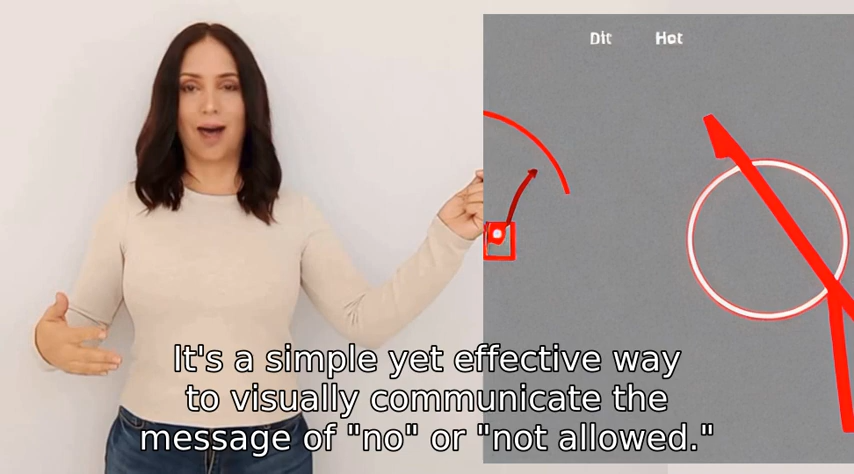 Dit Hot
It's a simple yet effective way
to visually communicate the
message of "no" or "not allowed."